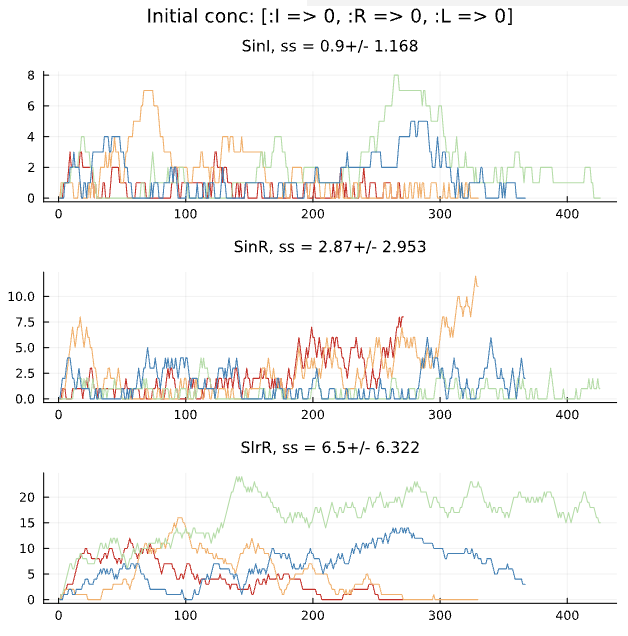 Initial conc: [:I => 0, :R => 0, :L => 0]
SinI, ss = 0.9+/- 1.168
8
6
4
2
0
0 100 200 300 400
SinR, ss = 2.87+/- 2.953
10.0
7.5
5.0
2.5
0.0
0 100 200 300 400
SlrR, ss = 6.5+/- 6.322
20
15
10
5
0
0 100 200 300 400